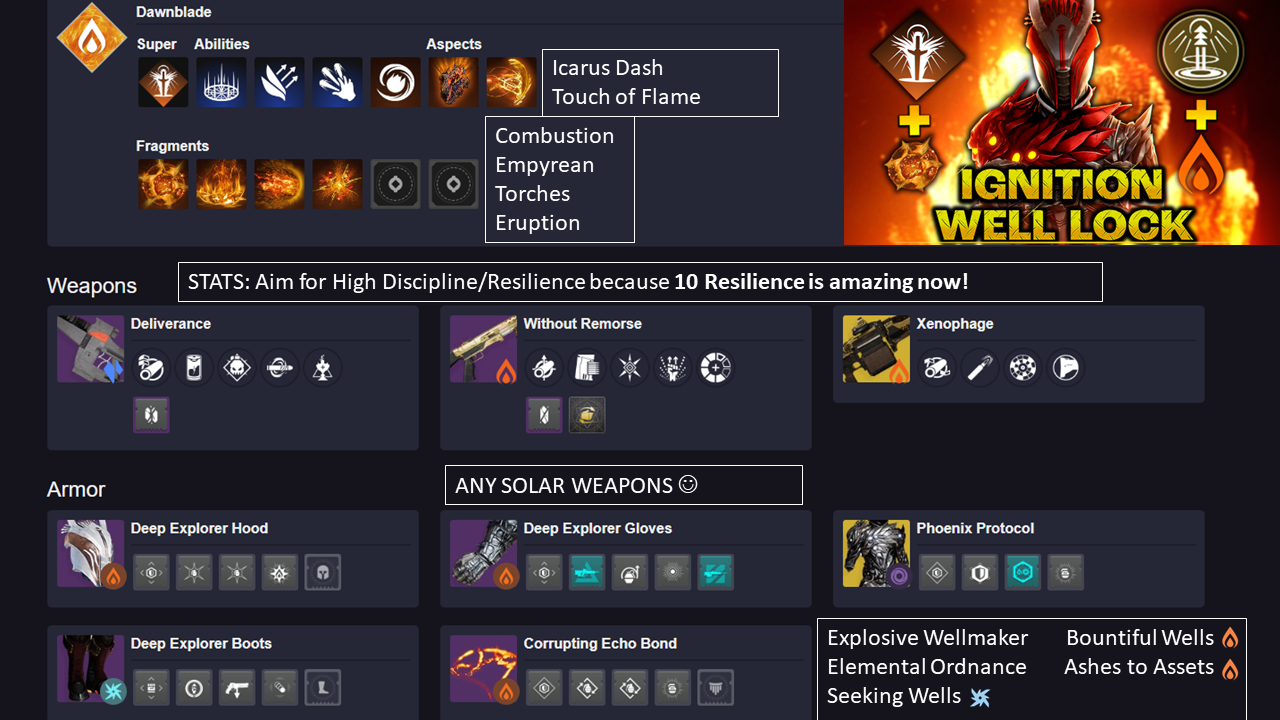 Dawnblade
Super Abilities Aspects
Icarus Dash
Touch of Flame
Fragments
Combustion
Empyrean
Torches
Eruption
IGNITION
WELL LOCK
Weapons
STATS: Aim for High Discipline/Resilience because 10 Resilience is amazing now!
Deliverance
Without Remorse
Xenophage
Armor
ANY SOLAR WEAPONS ☺
Deep Explorer Hood
Deep Explorer Gloves
Phoenix Protocol
Deep Explorer Boots
Corrupting Echo Bond
Explosive Wellmaker Bountiful Wells
Elemental Ordnance Ashes to Assets
Seeking Wells